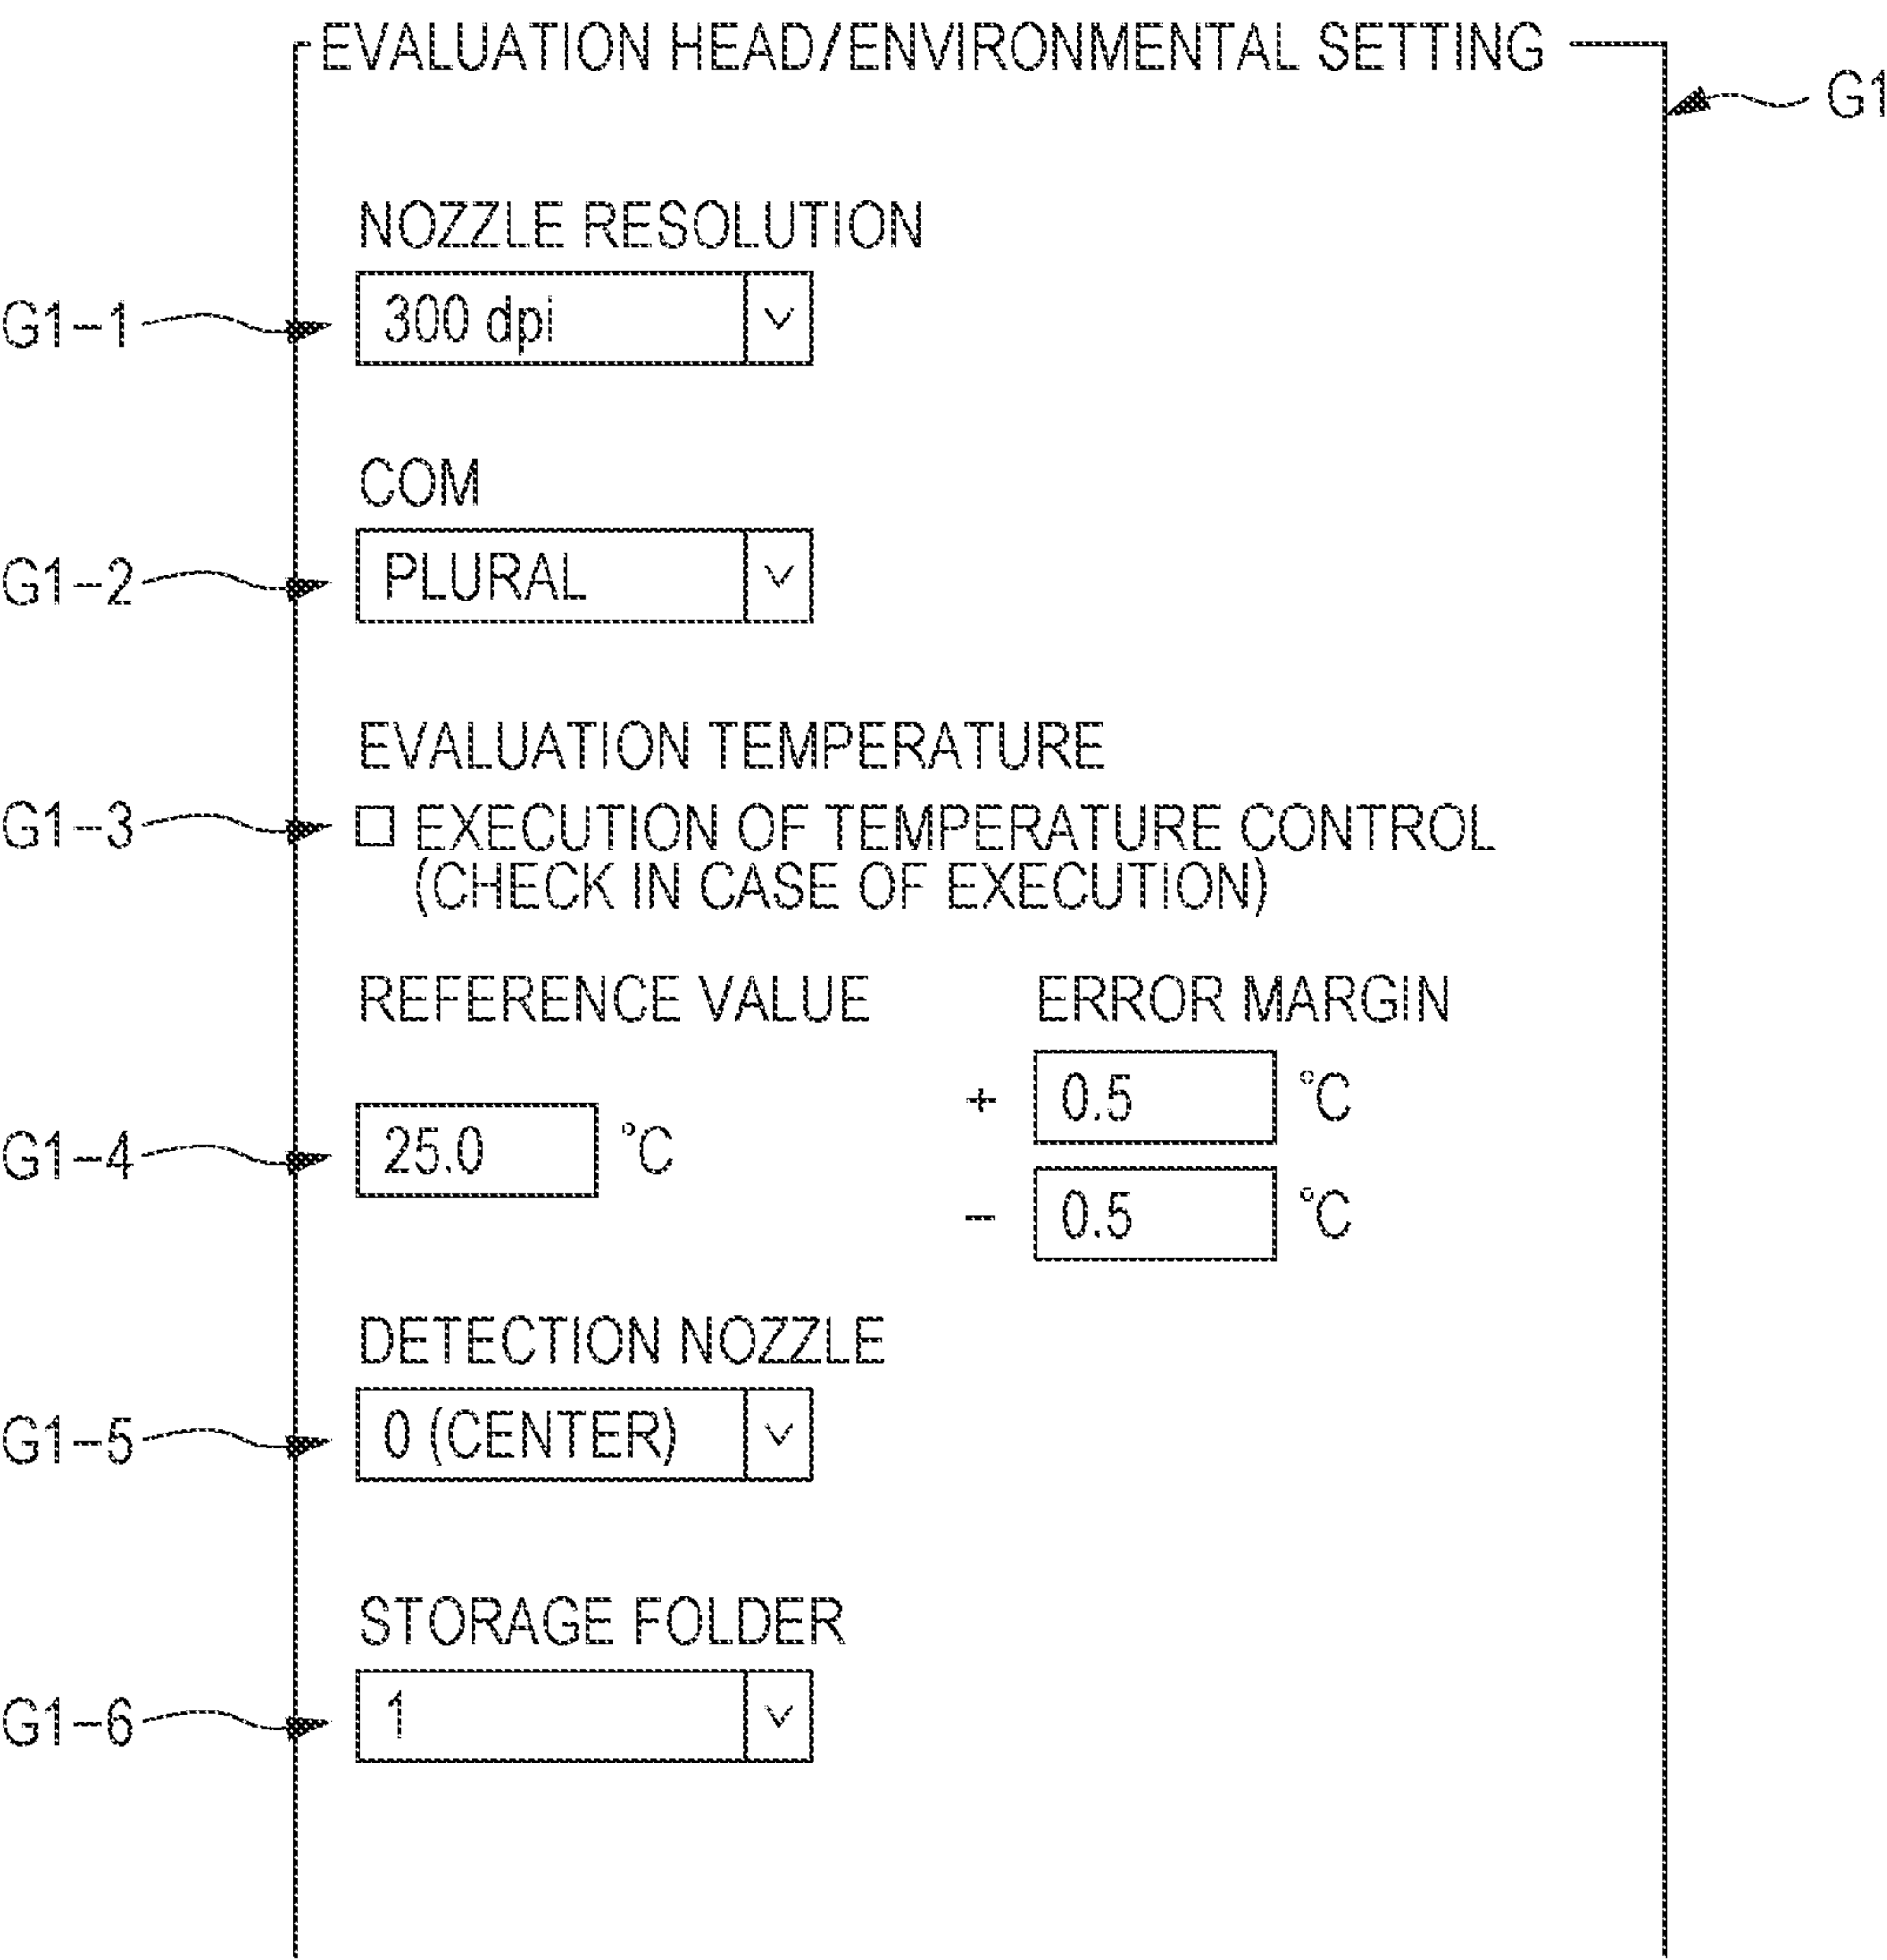 EVALUATION HEAD/ENVIRONMENTAL SETTING
G1
NOZZLE RESOLUTION
G1-1
300 dpi
COM
G1-2
PLURAL
EVALUATION TEMPERATURE
G1-3
EXECUTION OF TEMPERATURE CONTROL
(CHECK IN CASE OF EXECUTION)
REFERENCE VALUE
ERROR MARGIN
+ 0.5 °C
G1-4
25.0 °C
- 0.5 °C
DETECTION NOZZLE
G1-5
0 (CENTER)
STORAGE FOLDER
G1-6
1